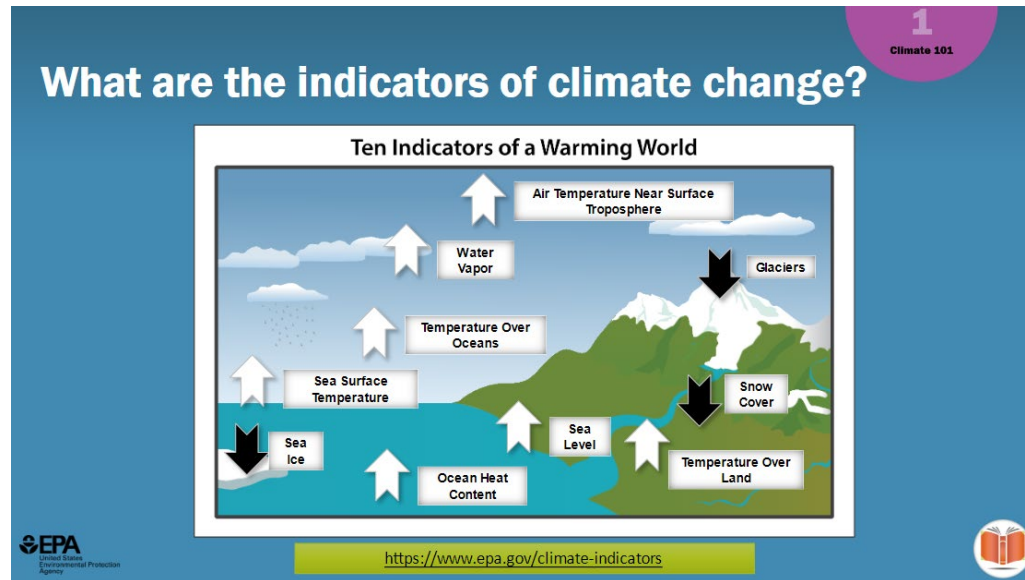 1
Climate 101
What are the indicators of climate change?
Ten Indicators of a Warming World
Air Temperature Near Surface
Troposphere
Water
Vapor
Glaciers
Temperature Over
Oceans
Sea Surface
Temperature
Snow
Cover
Sea
Level
Sea
Ice
Temperature Over
Land
Ocean Heat
Content
EPA
United States
Environmental Protection
Agency
https://www.epa.gov/climate-indicators